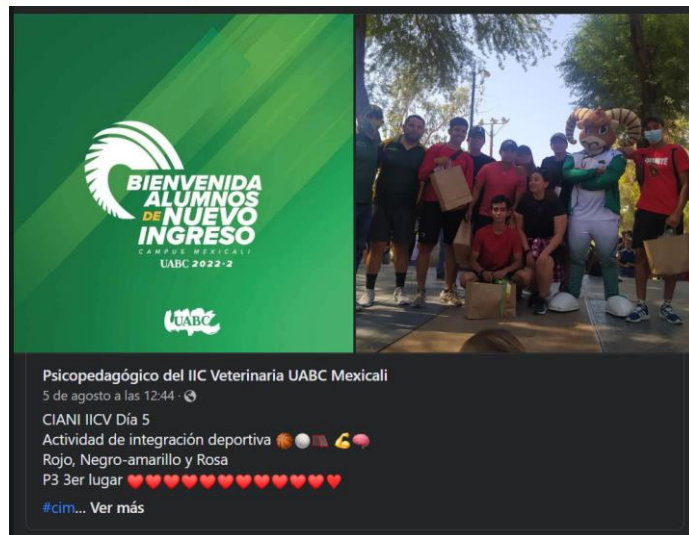 BIENVENIDA
ALUMNOS
DE NUEVO
INGRESO
CAMPUS MEXICALI
UABC 2022-2
UABC
Psicopedagógico del IIC Veterinaria UABC Mexicali
5 de agosto a las 12:44 ·
CIANI IICV Día 5
Actividad de integración deportiva 🏀⚪📕 💪🧠
Rojo, Negro-amarillo y Rosa
P3 3er lugar ❤️❤️❤️❤️❤️❤️❤️❤️❤️❤️❤️❤️
#cim... Ver más